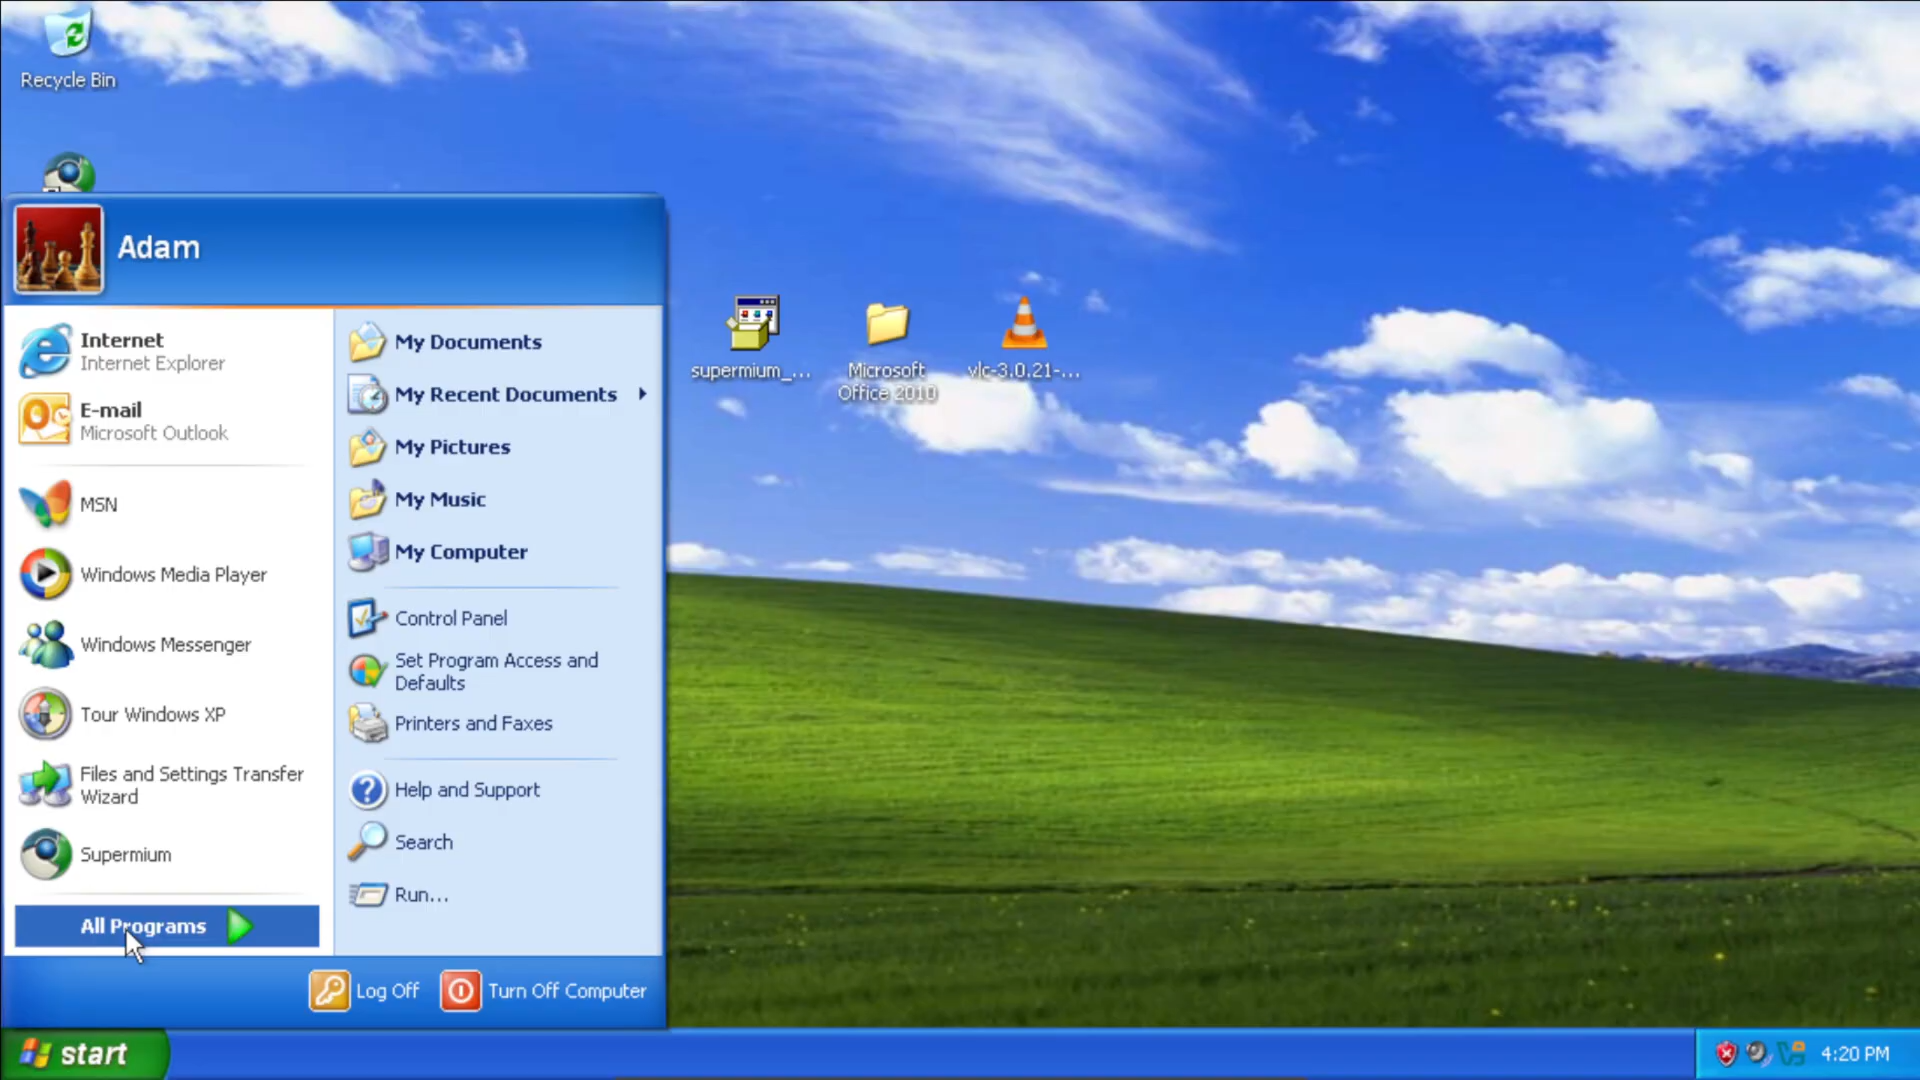 Recycle Bin
Adam
Internet
Internet Explorer
E-mail
Microsoft Outlook
MSN
Windows Media Player
Windows Messenger
Tour Windows XP
Files and Settings Transfer
Wizard
Supermium
All Programs
My Documents
My Recent Documents
My Pictures
My Music
My Computer
Control Panel
Set Program Access and
Defaults
Printers and Faxes
Help and Support
Search
Run...
Log Off
Turn Off Computer
supermium_...
Microsoft
Office 2010
vlc-3.0.21-...
start
4:20 PM